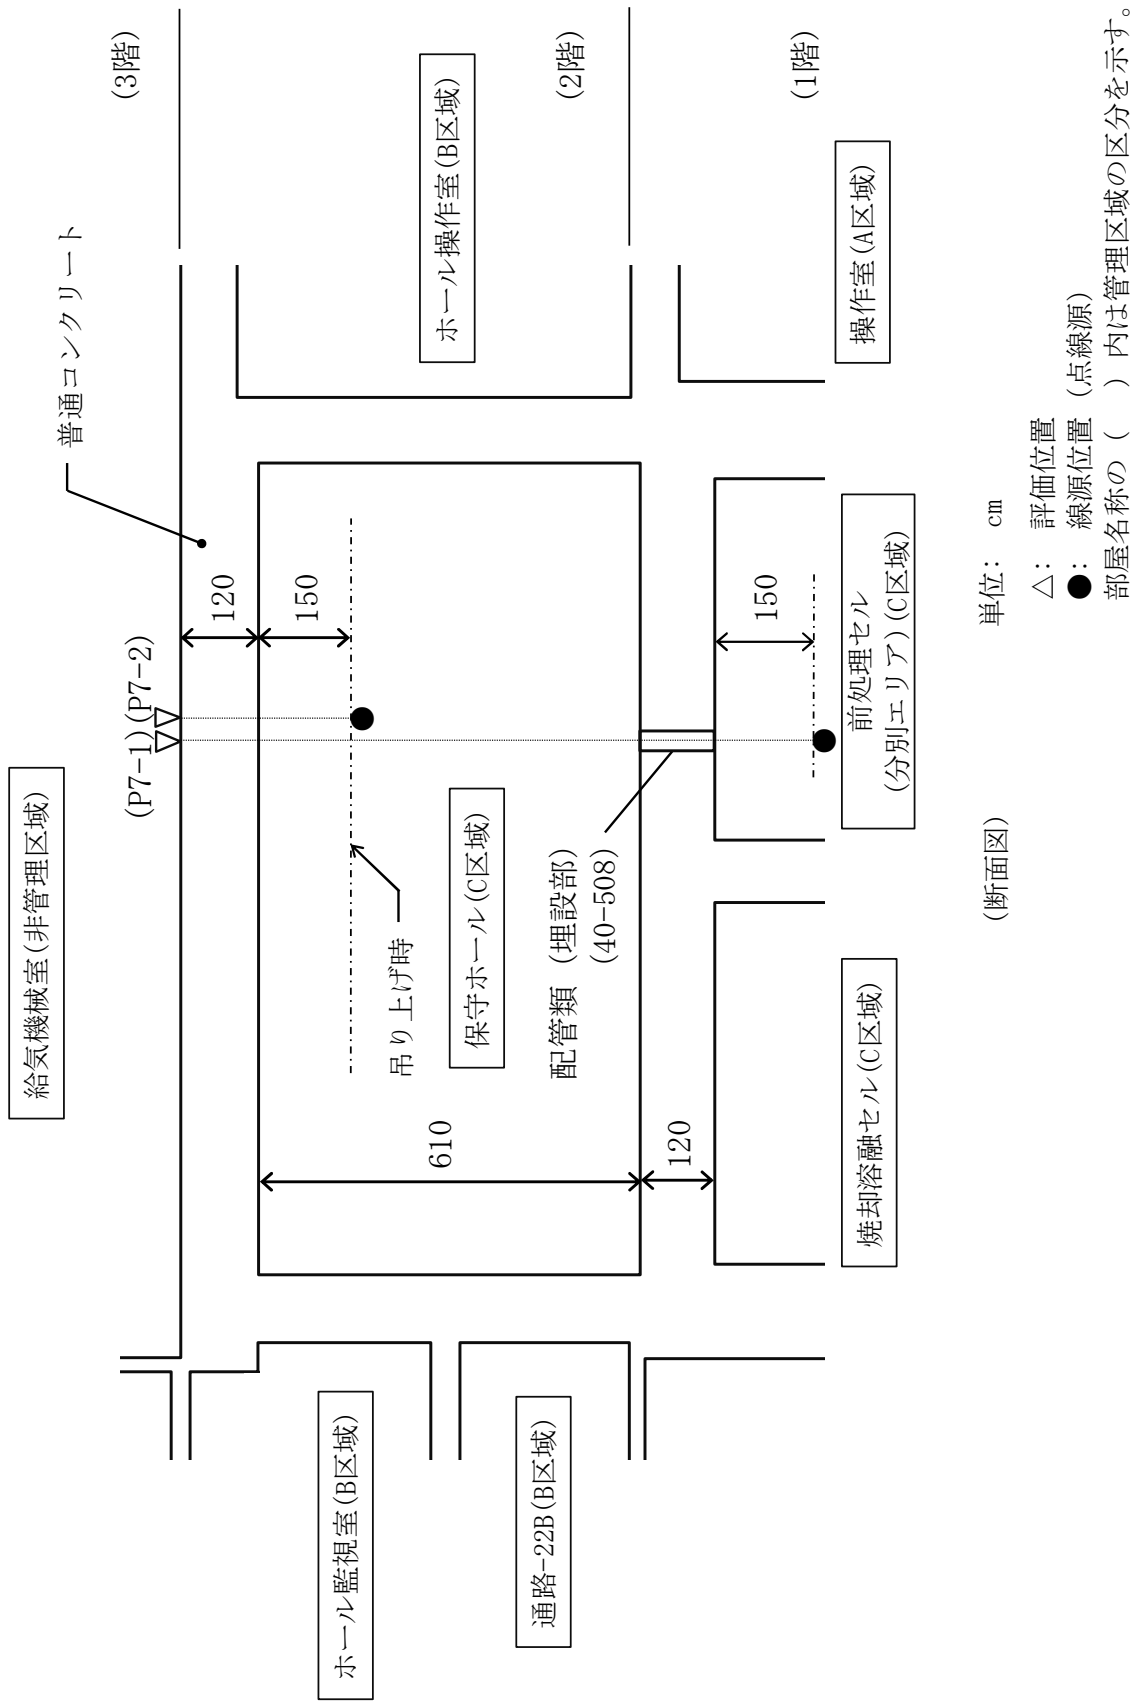 給気機械室(非管理区域)
(P7-1)(P7-2)
普通コンクリート
(3階)
120
150
ホール監視室(B区域)
吊り上げ時
610
保守ホール(C区域)
ホール操作室(B区域)
(2階)
通路-22B(B区域)
配管類 (埋設部)
(40-508)
120
150
焼却溶融セル(C区域)
前処理セル
(分別エリア)(C区域)
操作室(A区域)
(1階)
(断面図)
単位: cm
△: 評価位置
●: 線源位置 (点線源)
部屋名称の ( ) 内は管理区域の区分を示す。